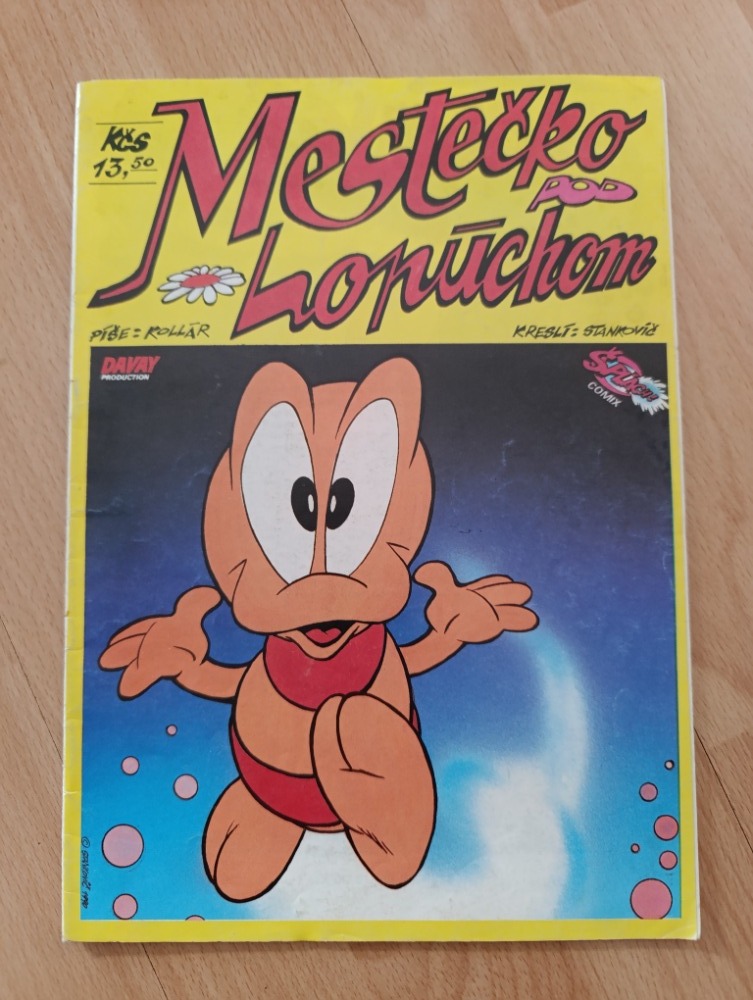 Kčs
13,50
Mestečko
POD
Lopúchom
PÍŠE = KOLLÁR
KRESLÍ = STANKOVIČ
DAVAY
PRODUCTION
COMIX